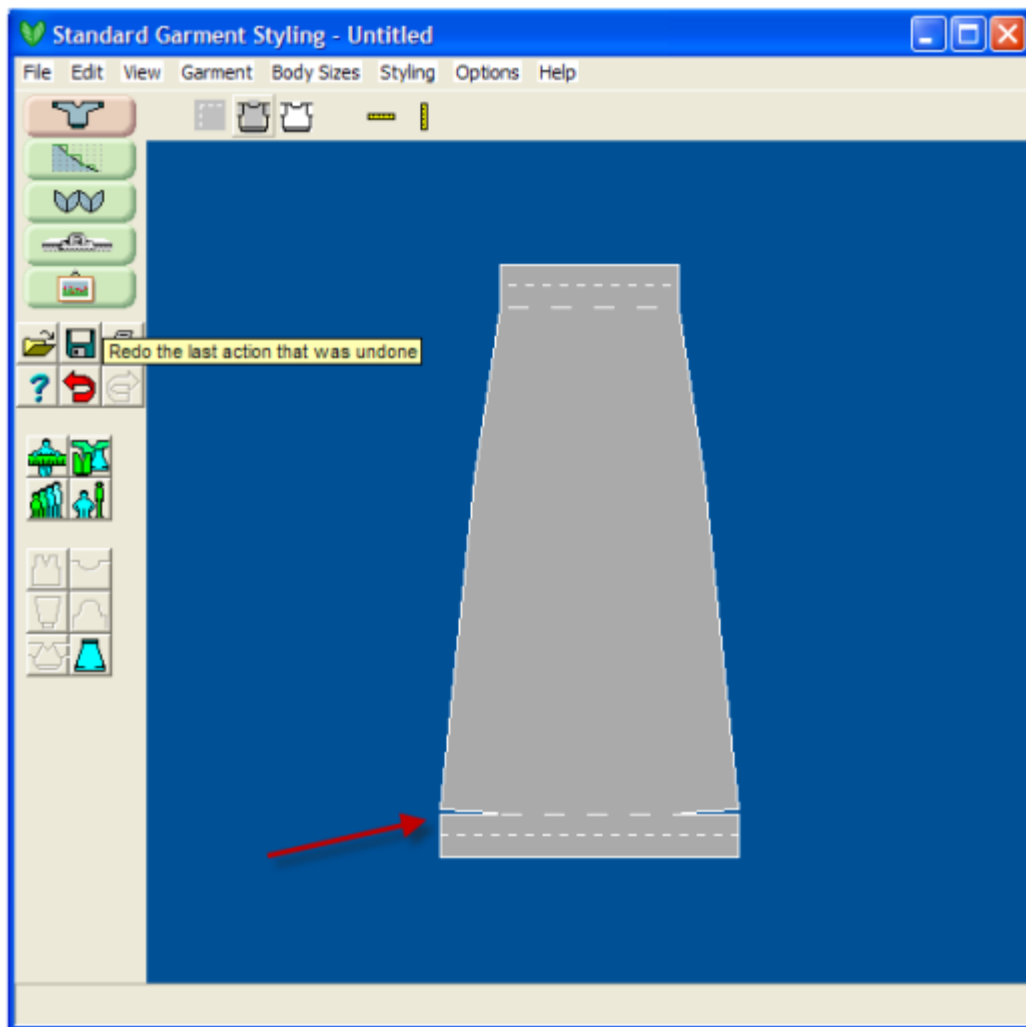 Standard Garment Styling - Untitled
File Edit View Garment Body Sizes Styling Options Help
Redo the last action that was undone
?